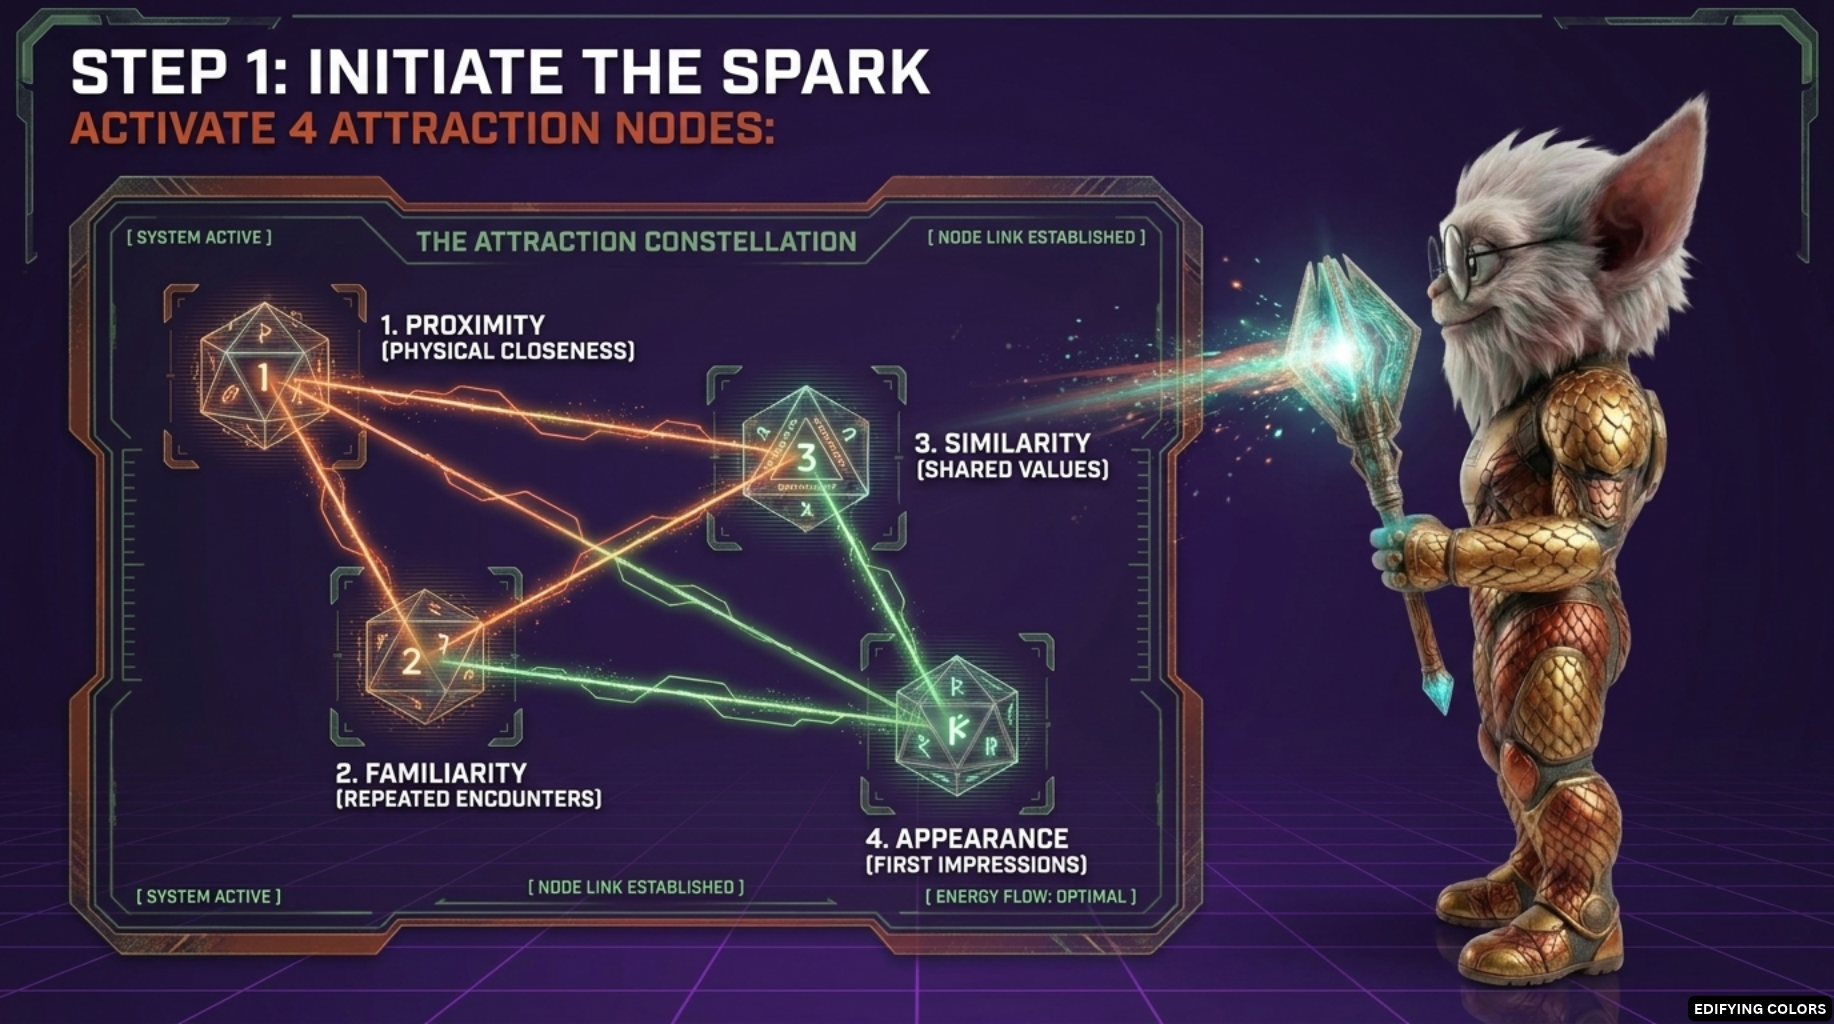 STEP 1: INITIATE THE SPARK
ACTIVATE 4 ATTRACTION NODES:
[ SYSTEM ACTIVE ]
THE ATTRACTION CONSTELLATION
[ NODE LINK ESTABLISHED ]
1
1. PROXIMITY
(PHYSICAL CLOSENESS)
3
3. SIMILARITY
(SHARED VALUES)
2
2. FAMILIARITY
(REPEATED ENCOUNTERS)
4. APPEARANCE
(FIRST IMPRESSIONS)
[ SYSTEM ACTIVE ]
[ NODE LINK ESTABLISHED ]
[ ENERGY FLOW: OPTIMAL ]
EDIFYING COLORS